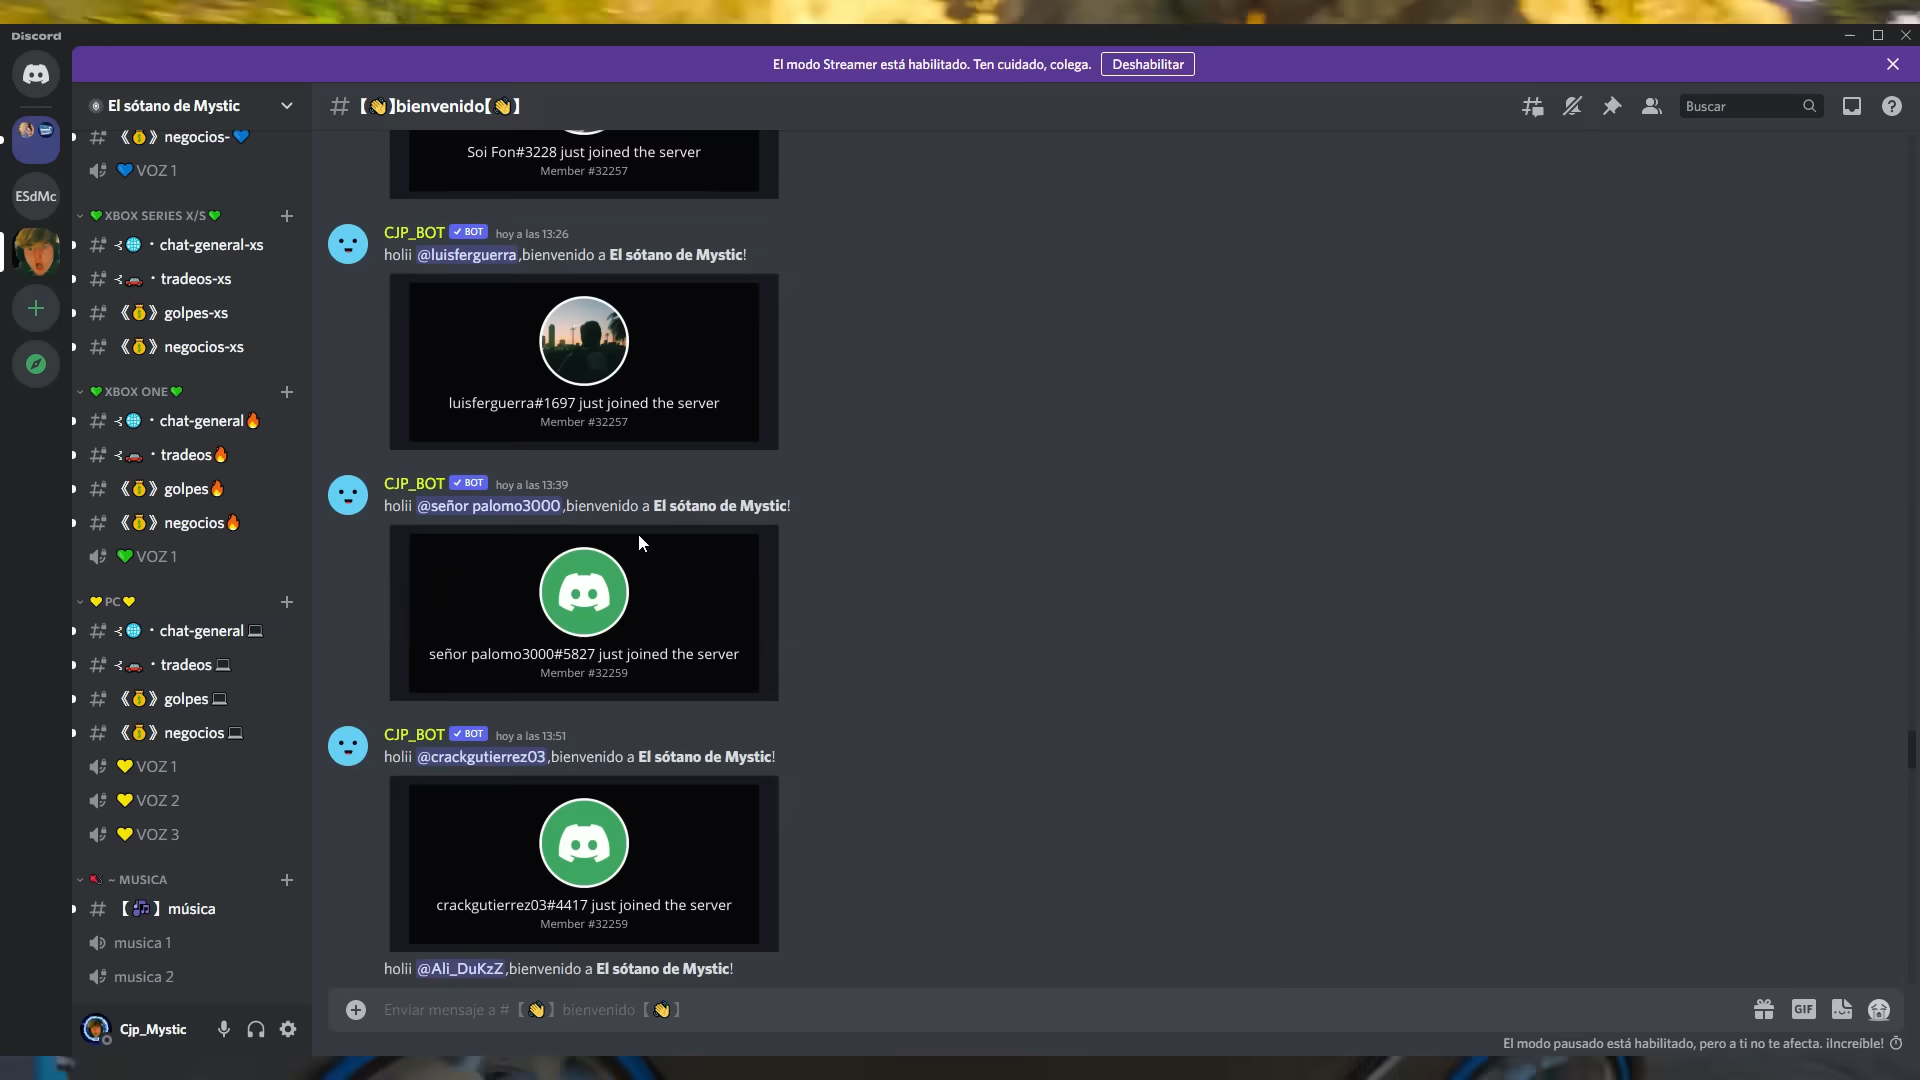 Discord
El modo Streamer está habilitado. Ten cuidado, colega. Deshabilitar
El sótano de Mystic
【👋】bienvenido【👋】
Buscar
ESdMc
《💰》 negocios-💙
💙 VOZ 1
💚XBOX SERIES X/S💚
⊰🌐・chat-general-xs
⊰🚗・tradeos-xs
《💰》 golpes-xs
《💰》 negocios-xs
💚XBOX ONE💚
⊰🌐・chat-general🔥
⊰🚗・tradeos🔥
《💰》 golpes🔥
《💰》 negocios🔥
💚 VOZ 1
💛PC💛
⊰🌐・chat-general💻
⊰🚗・tradeos💻
《💰》 golpes💻
《💰》 negocios💻
💛 VOZ 1
💛 VOZ 2
💛 VOZ 3
~ MUSICA
【🎶】música
musica 1
musica 2
Cjp_Mystic
Soi Fon#3228 just joined the server
Member #32257
CJP_BOT ✓ BOT hoy a las 13:26
holii @luisferguerra,bienvenido a El sótano de Mystic!
luisferguerra#1697 just joined the server
Member #32257
CJP_BOT ✓ BOT hoy a las 13:39
holii @señor palomo3000,bienvenido a El sótano de Mystic!
señor palomo3000#5827 just joined the server
Member #32259
CJP_BOT ✓ BOT hoy a las 13:51
holii @crackgutierrez03,bienvenido a El sótano de Mystic!
crackgutierrez03#4417 just joined the server
Member #32259
holii @Ali_DuKzZ,bienvenido a El sótano de Mystic!
Enviar mensaje a #【👋】bienvenido【👋】
GIF
El modo pausado está habilitado, pero a ti no te afecta. ¡Increíble!